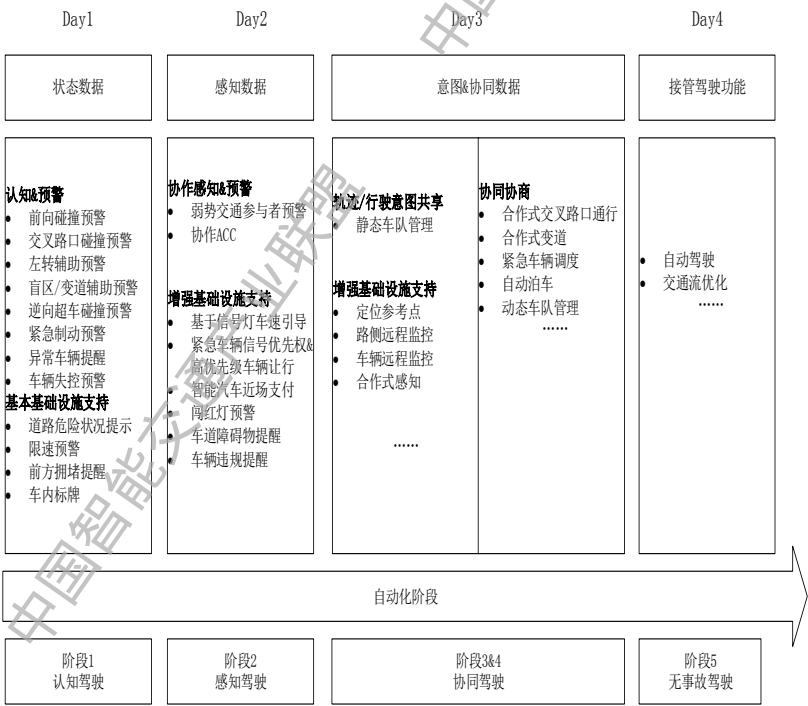 Day1
Day2
Day3
Day4
状态数据
感知数据
意图&协同数据
接管驾驶功能
认知&预警
• 前向碰撞预警
• 交叉路口碰撞预警
• 左转辅助预警
• 盲区/变道辅助预警
• 逆向超车碰撞预警
• 紧急制动预警
• 异常车辆提醒
• 车辆失控预警
基本基础设施支持
• 道路危险状况提示
• 限速预警
• 前方拥堵提醒
• 车内标牌
协作感知&预警
• 弱势交通参与者预警
• 协作ACC
增强基础设施支持
• 基于信号灯车速引导
• 紧急车辆信号优先权&
高优先级车辆让行
• 智能汽车近场支付
• 闯红灯预警
• 车道障碍物提醒
• 车辆违规提醒
轨迹/行驶意图共享
• 静态车队管理
增强基础设施支持
• 定位参考点
• 路侧远程监控
• 车辆远程监控
• 合作式感知
……
协同协商
• 合作式交叉路口通行
• 合作式变道
• 紧急车辆调度
• 自动泊车
• 动态车队管理
……
• 自动驾驶
• 交通流优化
……
自动化阶段
阶段1
认知驾驶
阶段2
感知驾驶
阶段3&4
协同驾驶
阶段5
无事故驾驶
中国智能交通产业联盟
中国